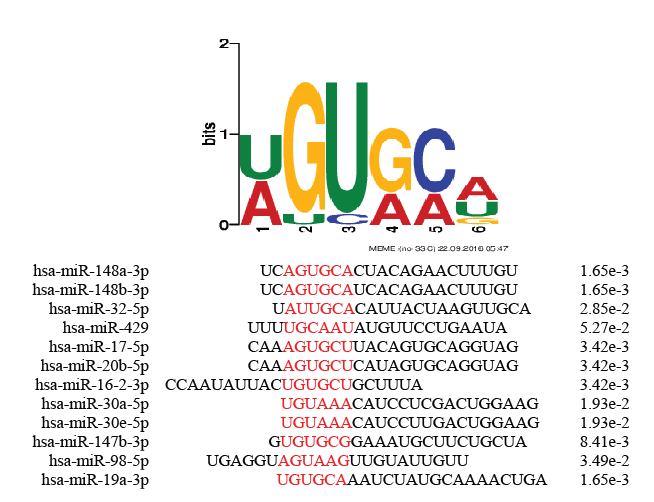 2
bits
1
0
U A G U U C G A C A A U G
1 2 3 4 5 6
MEME (no SSC) 22.09.2016 05:47
hsa-miR-148a-3p UCAGUGCACUACAGAACUUUGU 1.65e-3
hsa-miR-148b-3p UCAGUGCAUCACAGAACUUUGU 1.65e-3
hsa-miR-32-5p UAUUGCACAUUACUAAGUUGCA 2.85e-2
hsa-miR-429 UUUUGCAAUAUGUUCCUGAAUA 5.27e-2
hsa-miR-17-5p CAAAGUGCUUACAGUGCAGGUAG 3.42e-3
hsa-miR-20b-5p CAAAGUGCUCAUAGUGCAGGUAG 3.42e-3
hsa-miR-16-2-3p CCAAUAUUACUGUGCUGCUUUA 3.42e-3
hsa-miR-30a-5p UGUAAACAUCCUCGACUGGAAG 1.93e-2
hsa-miR-30e-5p UGUAAACAUCCUUGACUGGAAG 1.93e-2
hsa-miR-147b-3p GUGUGCGGAAAUGCUUCUGCUA 8.41e-3
hsa-miR-98-5p UGAGGUAGUAAGUUGUAUUGUU 3.49e-2
hsa-miR-19a-3p UGUGCAAAUCUAUGCAAAACUGA 1.65e-3